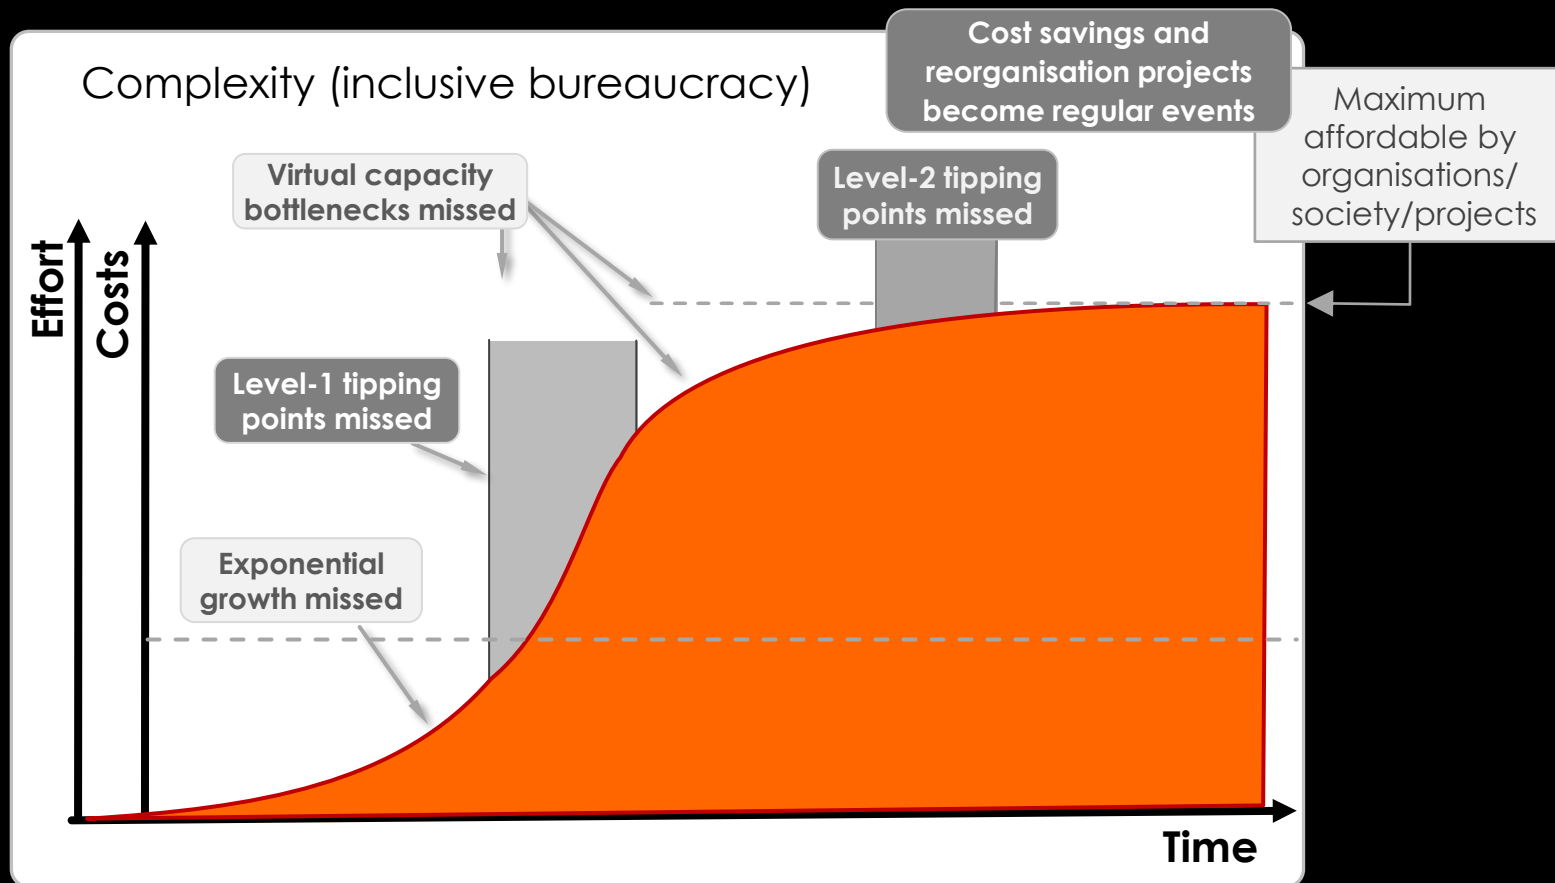 Cost savings and
reorganisation projects
become regular events
Complexity (inclusive bureaucracy)
Maximum
affordable by
organisations/
society/projects
Virtual capacity
bottlenecks missed
Level-2 tipping
points missed
Effort
Costs
Level-1 tipping
points missed
Exponential
growth missed
Time